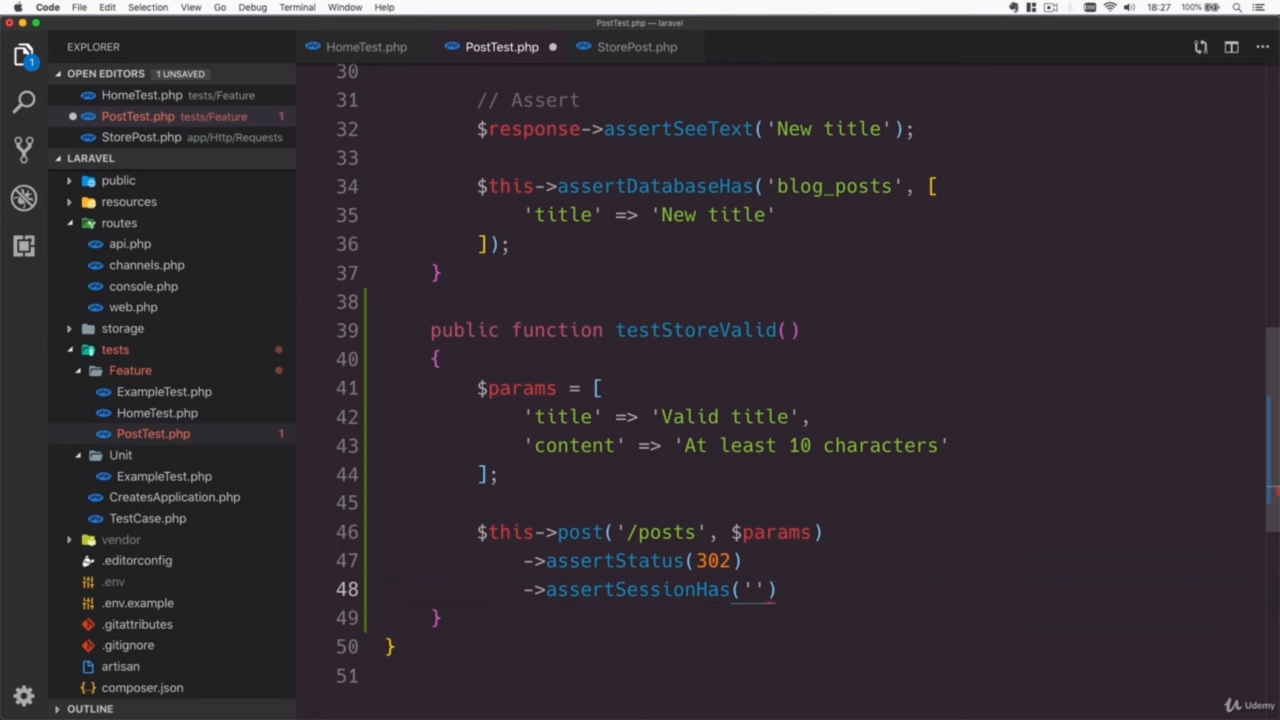 Code File Edit Selection View Go Debug Terminal Window Help 18:27 100%
PostTest.php — laravel
EXPLORER
HomeTest.php PostTest.php StorePost.php
OPEN EDITORS 1 UNSAVED
HomeTest.php tests/Feature
PostTest.php tests/Feature 1
StorePost.php app/Http/Requests
LARAVEL
public
resources
routes
api.php
channels.php
console.php
web.php
storage
tests
Feature
ExampleTest.php
HomeTest.php
PostTest.php 1
Unit
ExampleTest.php
CreatesApplication.php
TestCase.php
vendor
.editorconfig
.env
.env.example
.gitattributes
.gitignore
artisan
composer.json
OUTLINE
30
31 // Assert
32 $response->assertSeeText('New title');
33
34 $this->assertDatabaseHas('blog_posts', [
35 'title' => 'New title'
36 ]);
37 }
38
39 public function testStoreValid()
40 {
41 $params = [
42 'title' => 'Valid title',
43 'content' => 'At least 10 characters'
44 ];
45
46 $this->post('/posts', $params)
47 ->assertStatus(302)
48 ->assertSessionHas('')
49 }
50 }
51
Udemy